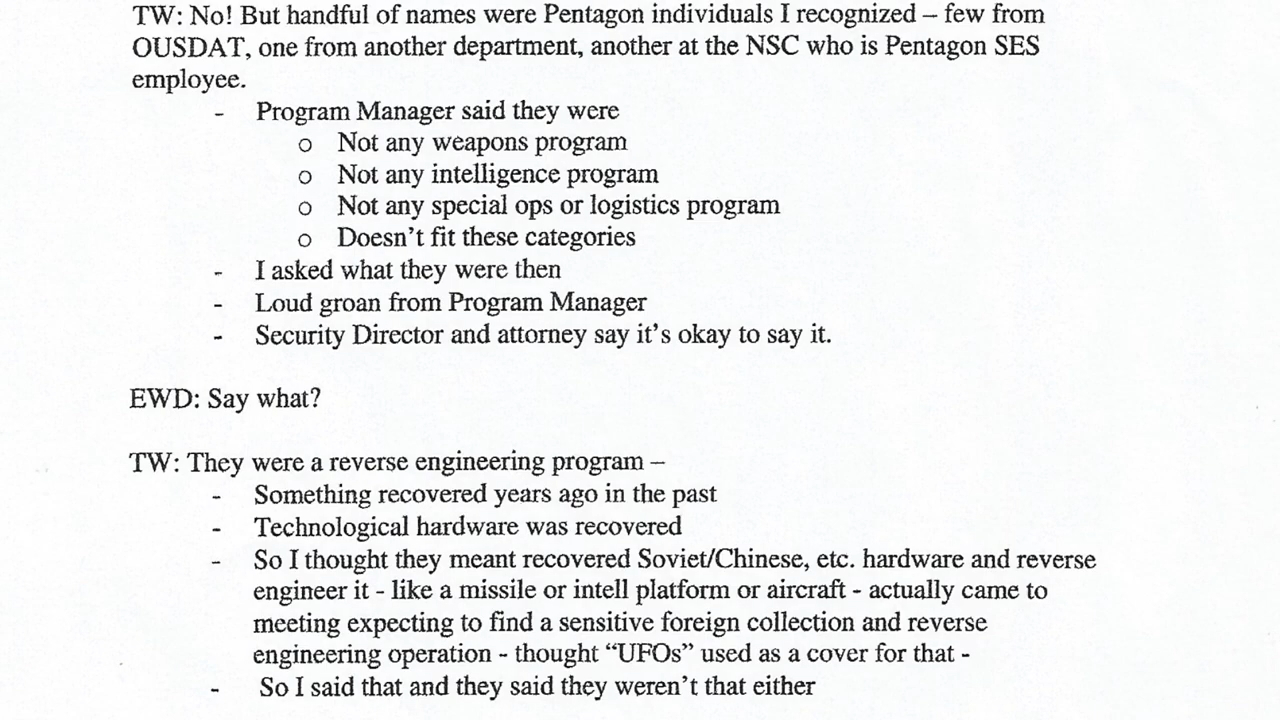 TW: No! But handful of names were Pentagon individuals I recognized – few from
OUSDAT, one from another department, another at the NSC who is Pentagon SES
employee.
- Program Manager said they were
o Not any weapons program
o Not any intelligence program
o Not any special ops or logistics program
o Doesn't fit these categories
- I asked what they were then
- Loud groan from Program Manager
- Security Director and attorney say it's okay to say it.
EWD: Say what?
TW: They were a reverse engineering program –
- Something recovered years ago in the past
- Technological hardware was recovered
- So I thought they meant recovered Soviet/Chinese, etc. hardware and reverse
engineer it - like a missile or intell platform or aircraft - actually came to
meeting expecting to find a sensitive foreign collection and reverse
engineering operation - thought “UFOs” used as a cover for that -
- So I said that and they said they weren't that either